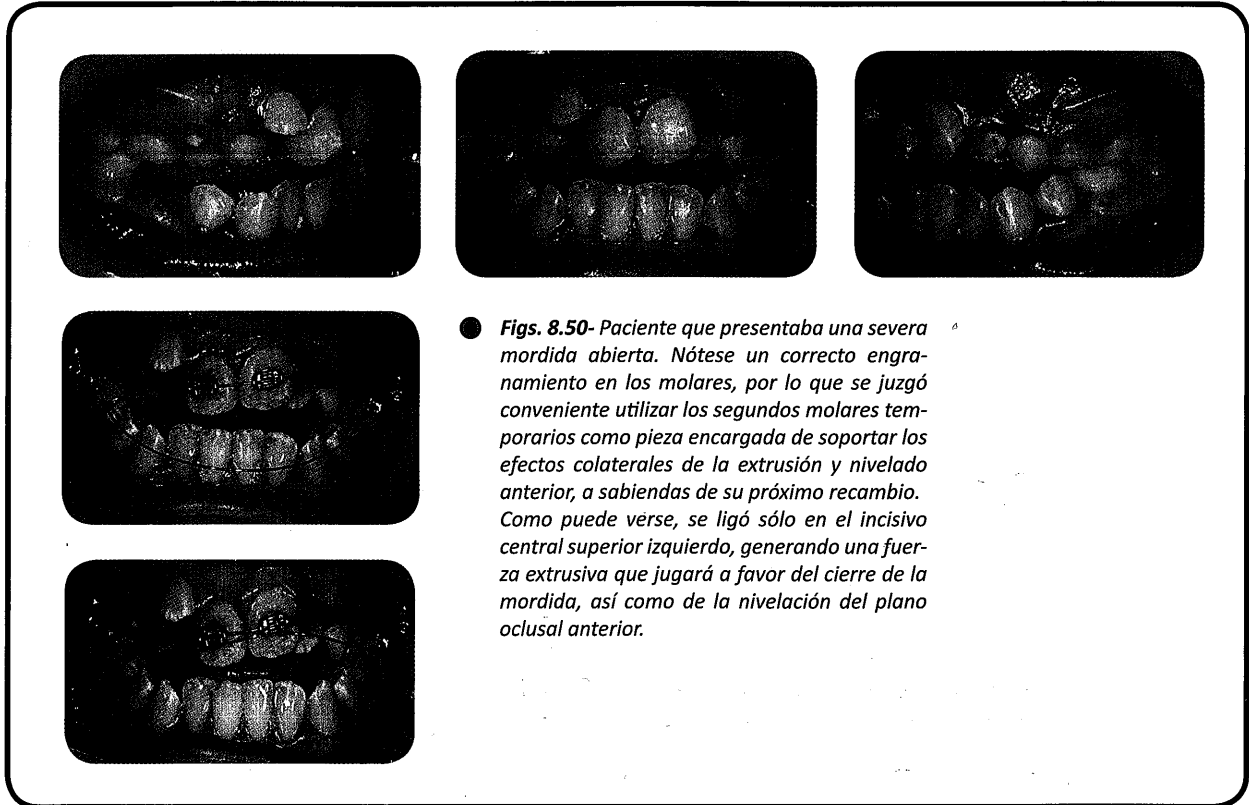 Figs. 8.50- Paciente que presentaba una severa
mordida abierta. Nótese un correcto engra-
namiento en los molares, por lo que se juzgó
conveniente utilizar los segundos molares tem-
porarios como pieza encargada de soportar los
efectos colaterales de la extrusión y nivelado
anterior, a sabiendas de su próximo recambio.
Como puede verse, se ligó sólo en el incisivo
central superior izquierdo, generando una fuer-
za extrusiva que jugará a favor del cierre de la
mordida, así como de la nivelación del plano
oclusal anterior.